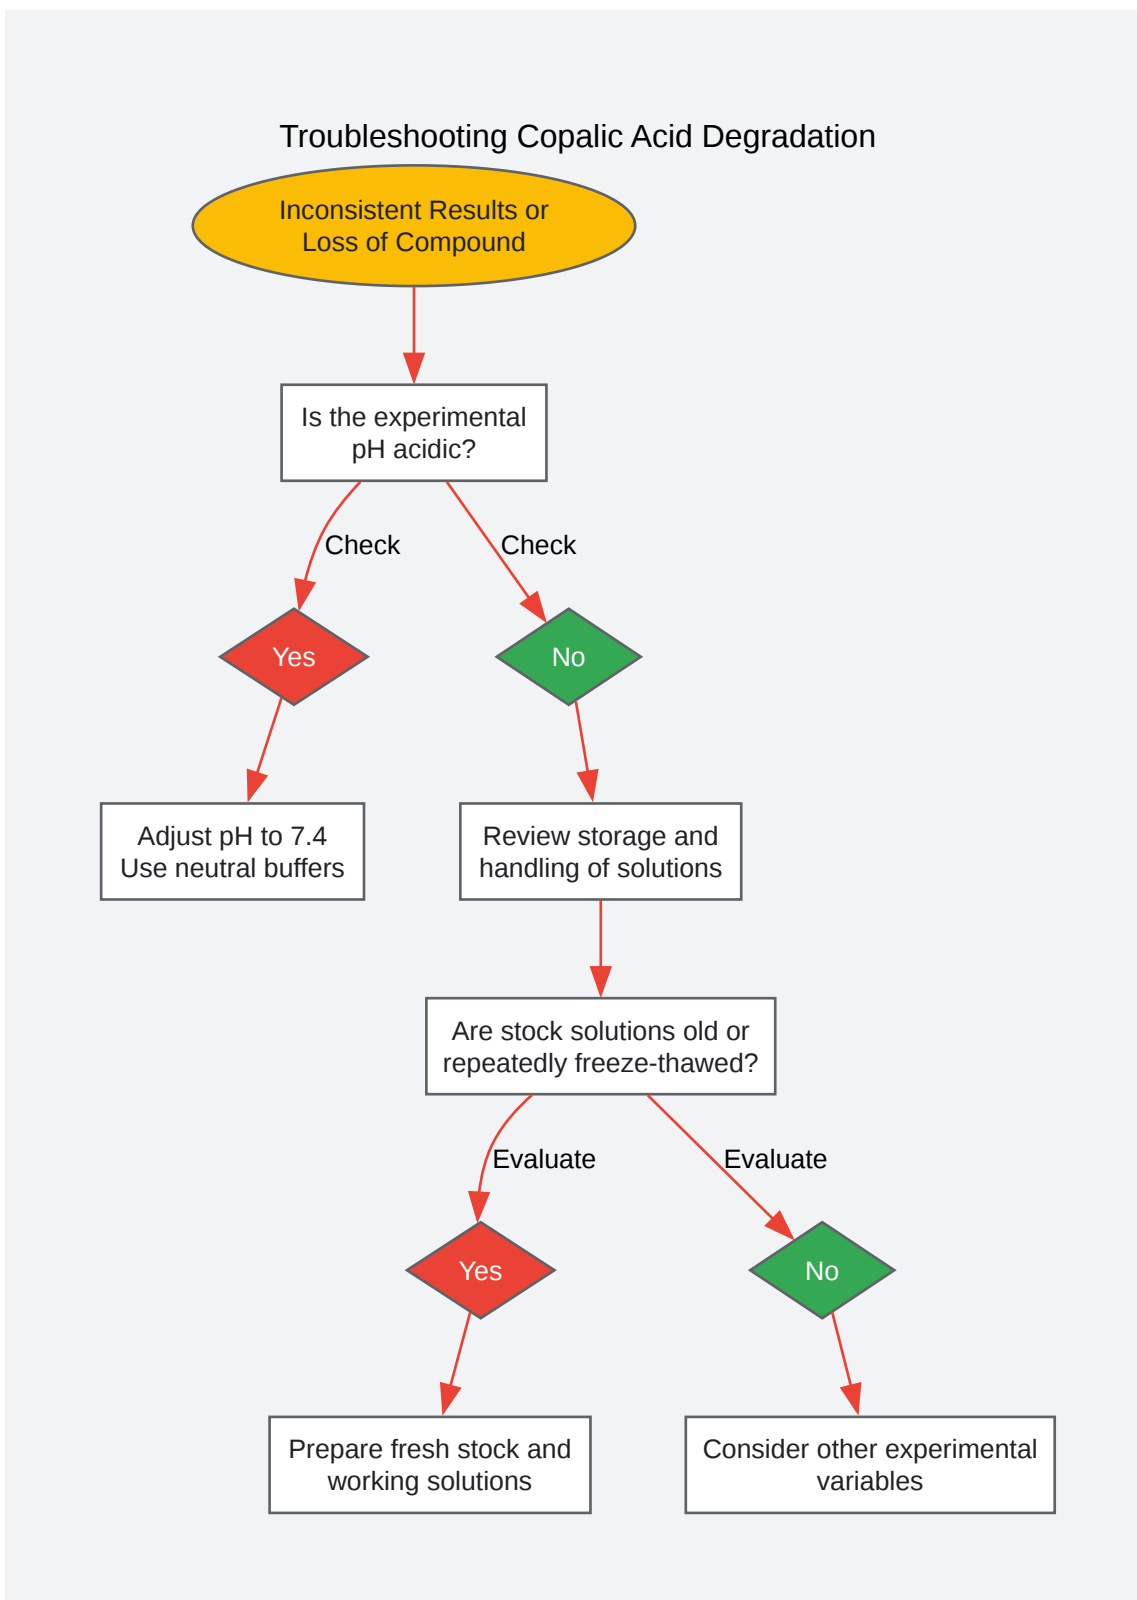 Troubleshooting Copalic Acid Degradation
Inconsistent Results or
Loss of Compound
Is the experimental
pH acidic?
Check
Check
Yes
No
Adjust pH to 7.4
Use neutral buffers
Review storage and
handling of solutions
Are stock solutions old or
repeatedly freeze-thawed?
Evaluate
Evaluate
Yes
No
Prepare fresh stock and
working solutions
Consider other experimental
variables